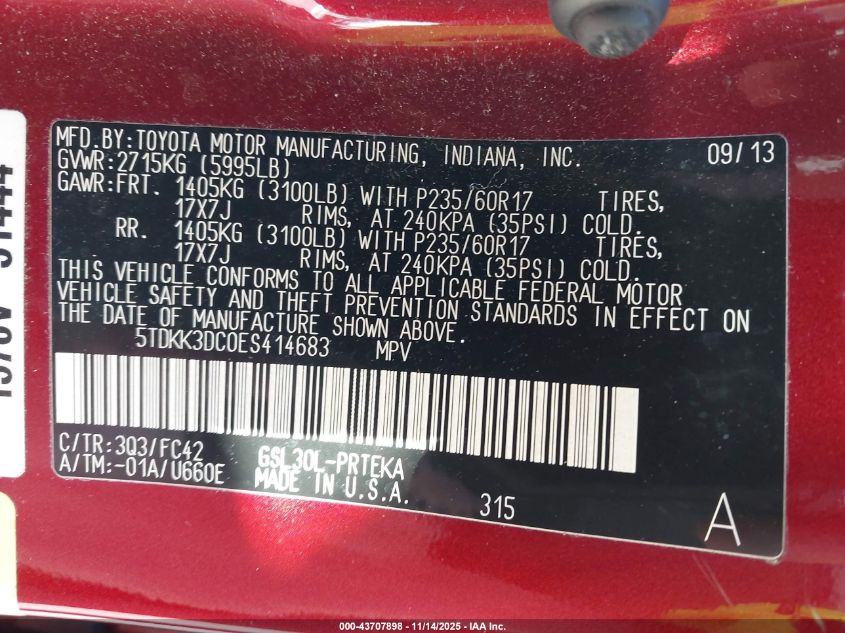 MFD.BY:TOYOTA MOTOR MANUFACTURING, INDIANA, INC. 09/13
GVWR:2715KG (5995LB)
GAWR:FRT. 1405KG (3100LB) WITH P235/60R17 TIRES,
17X7J RIMS, AT 240KPA (35PSI) COLD.
RR. 1405KG (3100LB) WITH P235/60R17 TIRES,
17X7J RIMS, AT 240KPA (35PSI) COLD.
THIS VEHICLE CONFORMS TO ALL APPLICABLE FEDERAL MOTOR
VEHICLE SAFETY AND THEFT PREVENTION STANDARDS IN EFFECT ON
THE DATE OF MANUFACTURE SHOWN ABOVE.
5TDKK3DC0ES414683 MPV
C/TR:3Q3/FC42 GSL30L-PRTEKA
A/TM:-01A/U660E MADE IN U.S.A.
315
A
000-43707898 - 11/14/2025 - IAA Inc.